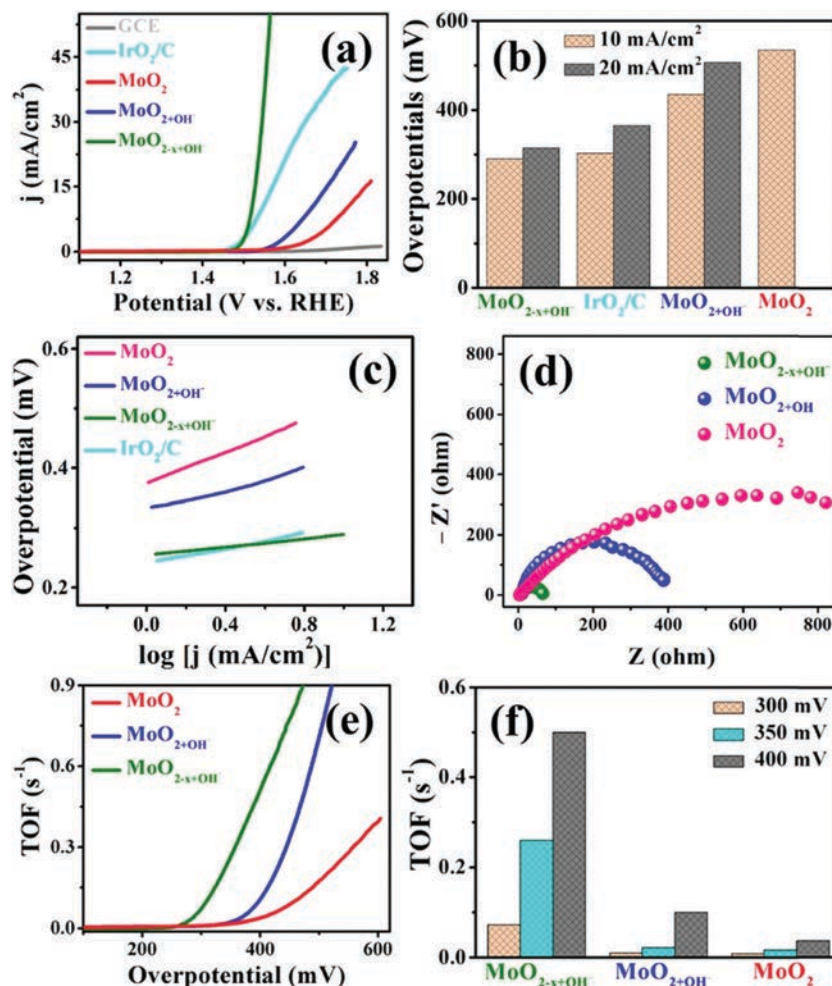 (a)
GCE
IrO₂/C
MoO₂
MoO₂₊OH⁻
MoO₂₋ₓ₊OH⁻
45
30
15
0
j (mA/cm²)
1.2 1.4 1.6 1.8
Potential (V vs. RHE)
(b)
10 mA/cm²
20 mA/cm²
600
400
200
0
Overpotentials (mV)
MoO₂₋ₓ₊OH⁻ IrO₂/C MoO₂₊OH⁻ MoO₂
(c)
MoO₂
MoO₂₊OH⁻
MoO₂₋ₓ₊OH⁻
IrO₂/C
0.6
0.4
0.2
Overpotential (mV)
0.0 0.4 0.8 1.2
log [j (mA/cm²)]
(d)
MoO₂₋ₓ₊OH⁻
MoO₂₊OH
MoO₂
- 800
- 600
- 400
- 200
0
– Z' (ohm)
0 200 400 600 800
Z (ohm)
(e)
MoO₂
MoO₂₊OH
MoO₂₋ₓ₊OH
0.9
0.6
0.3
0.0
TOF (s⁻¹)
200 400 600
Overpotential (mV)
(f)
300 mV
350 mV
400 mV
0.6
0.4
0.2
0.0
TOF (s⁻¹)
MoO₂₋ₓ₊OH⁻ MoO₂₊OH⁻ MoO₂